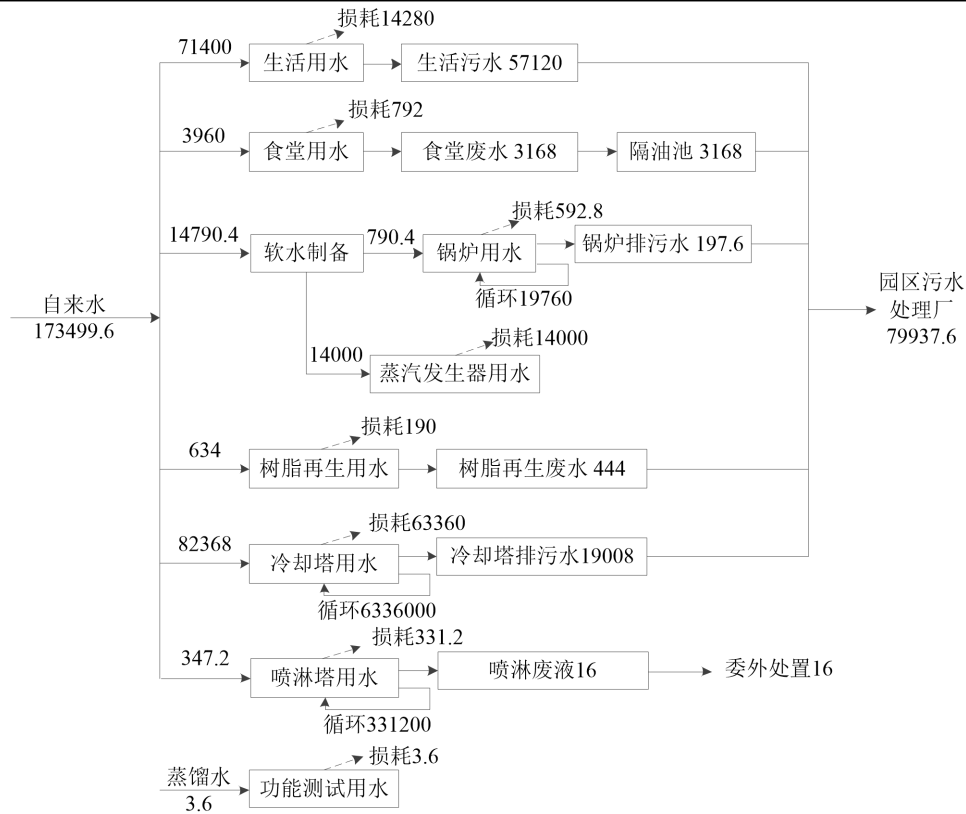 损耗14280
71400
生活用水
生活污水 57120
损耗792
3960
食堂用水
食堂废水 3168
隔油池 3168
损耗592.8
14790.4
软水制备
790.4
锅炉用水
锅炉排污水 197.6
循环19760
自来水
173499.6
园区污水
处理厂
79937.6
损耗14000
14000
蒸汽发生器用水
损耗190
634
树脂再生用水
树脂再生废水 444
损耗63360
82368
冷却塔用水
冷却塔排污水19008
循环6336000
损耗331.2
347.2
喷淋塔用水
喷淋废液16
委外处置16
循环331200
损耗3.6
蒸馏水
3.6
功能测试用水